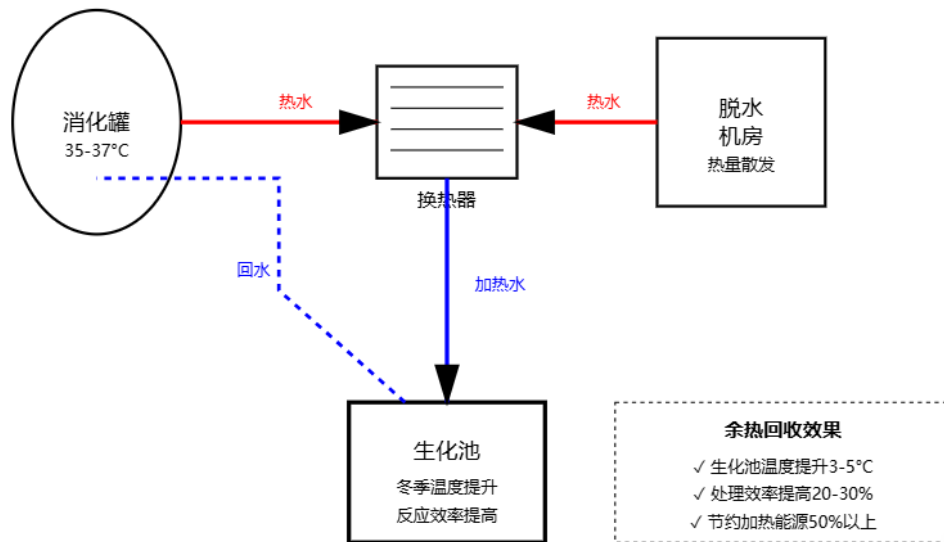 消化罐
35-37°C
热水
换热器
热水
脱水
机房
热量散发
回水
加热水
生化池
冬季温度提升
反应效率提高
余热回收效果
✓ 生化池温度提升3-5°C
✓ 处理效率提高20-30%
✓ 节约加热能源50%以上